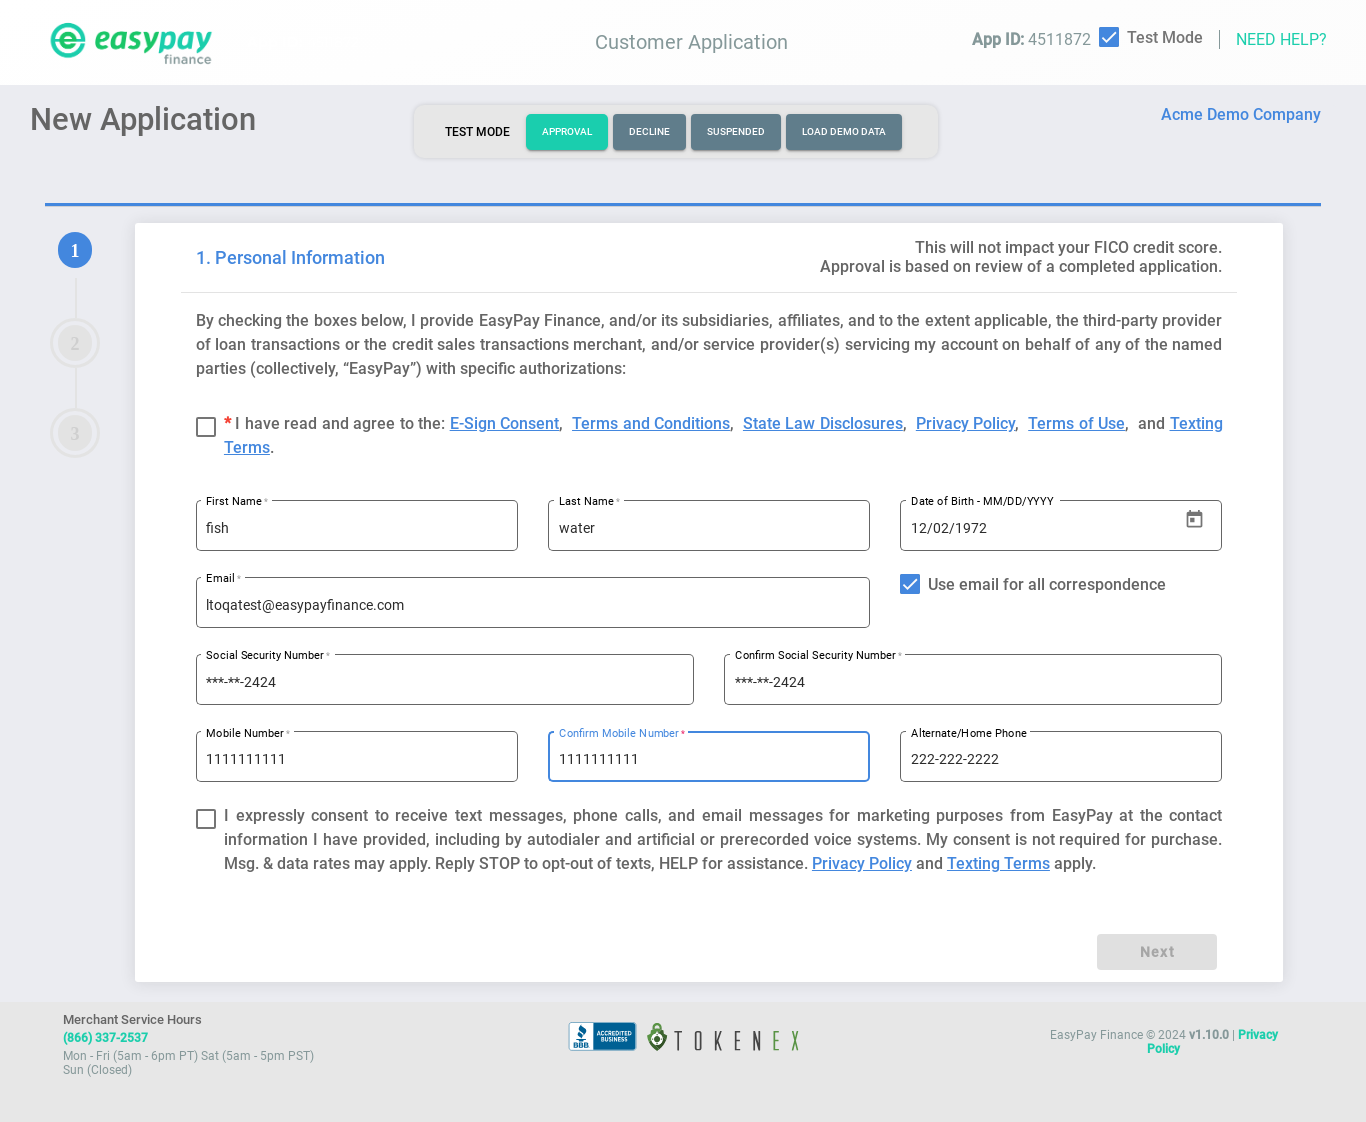 easypay
finance
Customer Application
App ID: 4511872
Test Mode
NEED HELP?
New Application
TEST MODE
APPROVAL
DECLINE
SUSPENDED
LOAD DEMO DATA
Acme Demo Company
1
2
3
1. Personal Information
This will not impact your FICO credit score.
Approval is based on review of a completed application.
By checking the boxes below, I provide EasyPay Finance, and/or its subsidiaries, affiliates, and to the extent applicable, the third-party provider
of loan transactions or the credit sales transactions merchant, and/or service provider(s) servicing my account on behalf of any of the named
parties (collectively, “EasyPay”) with specific authorizations:
* I have read and agree to the: E-Sign Consent, Terms and Conditions, State Law Disclosures, Privacy Policy, Terms of Use, and Texting
Terms.
First Name *
fish
Last Name *
water
Date of Birth - MM/DD/YYYY
12/02/1972
Email *
ltoqatest@easypayfinance.com
Use email for all correspondence
Social Security Number *
***-**-2424
Confirm Social Security Number *
***-**-2424
Mobile Number *
1111111111
Confirm Mobile Number *
1111111111
Alternate/Home Phone
222-222-2222
I expressly consent to receive text messages, phone calls, and email messages for marketing purposes from EasyPay at the contact
information I have provided, including by autodialer and artificial or prerecorded voice systems. My consent is not required for purchase.
Msg. & data rates may apply. Reply STOP to opt-out of texts, HELP for assistance. Privacy Policy and Texting Terms apply.
Next
Merchant Service Hours
(866) 337-2537
Mon - Fri (5am - 6pm PT) Sat (5am - 5pm PST)
Sun (Closed)
BBB
ACCREDITED
BUSINESS
TOKENEX
EasyPay Finance © 2024 v1.10.0 | Privacy
Policy